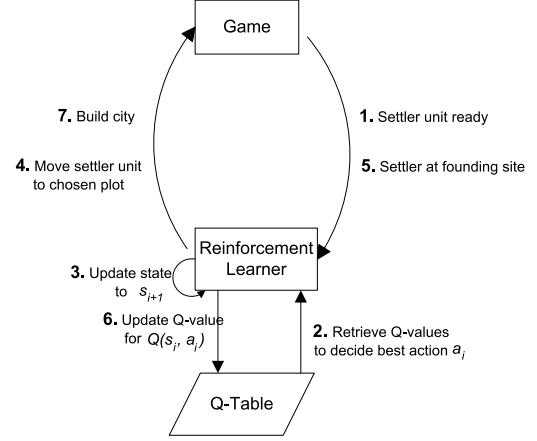 Game
7. Build city
1. Settler unit ready
4. Move settler unit
to chosen plot
5. Settler at founding site
Reinforcement
Learner
3. Update state
to s_{i+1}
6. Update Q-value
for Q(s_i, a_i)
2. Retrieve Q-values
to decide best action a_i
Q-Table